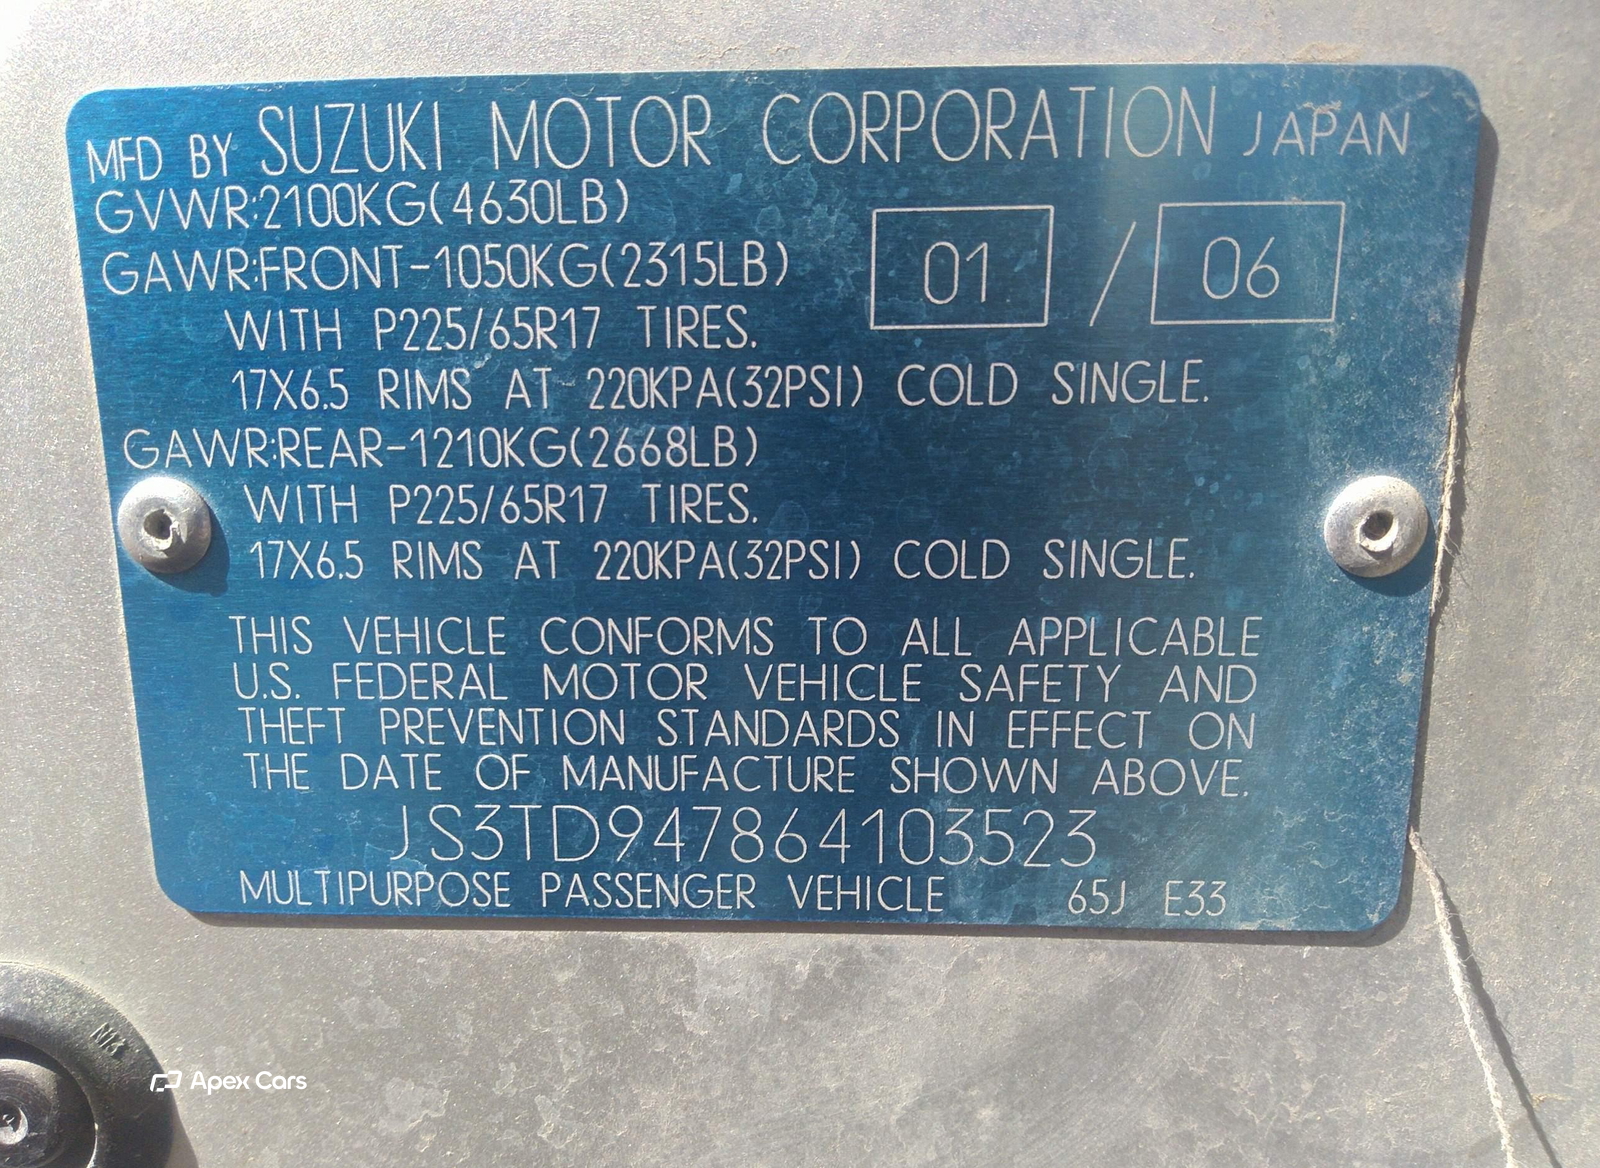 MFD BY SUZUKI MOTOR CORPORATION JAPAN
GVWR:2100KG(4630LB)
GAWR:FRONT-1050KG(2315LB)
01 / 06
WITH P225/65R17 TIRES.
17X6.5 RIMS AT 220KPA(32PSI) COLD SINGLE.
GAWR:REAR-1210KG(2668LB)
WITH P225/65R17 TIRES.
17X6.5 RIMS AT 220KPA(32PSI) COLD SINGLE.
THIS VEHICLE CONFORMS TO ALL APPLICABLE
U.S. FEDERAL MOTOR VEHICLE SAFETY AND
THEFT PREVENTION STANDARDS IN EFFECT ON
THE DATE OF MANUFACTURE SHOWN ABOVE.
JS3TD947864103523
MULTIPURPOSE PASSENGER VEHICLE 65J E33
Apex Cars